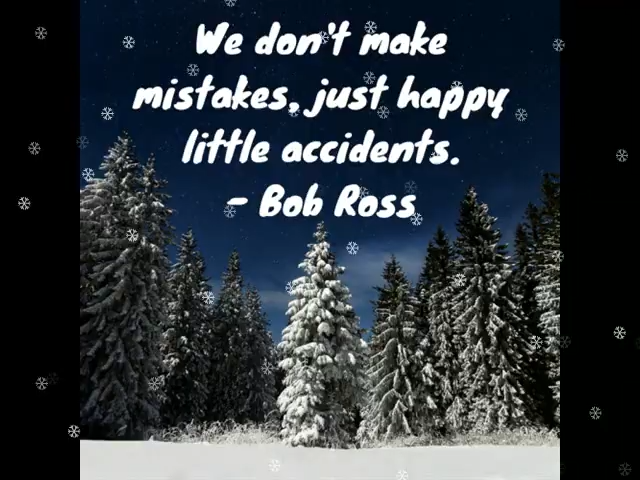 We don't make
mistakes, just happy
little accidents.
- Bob Ross